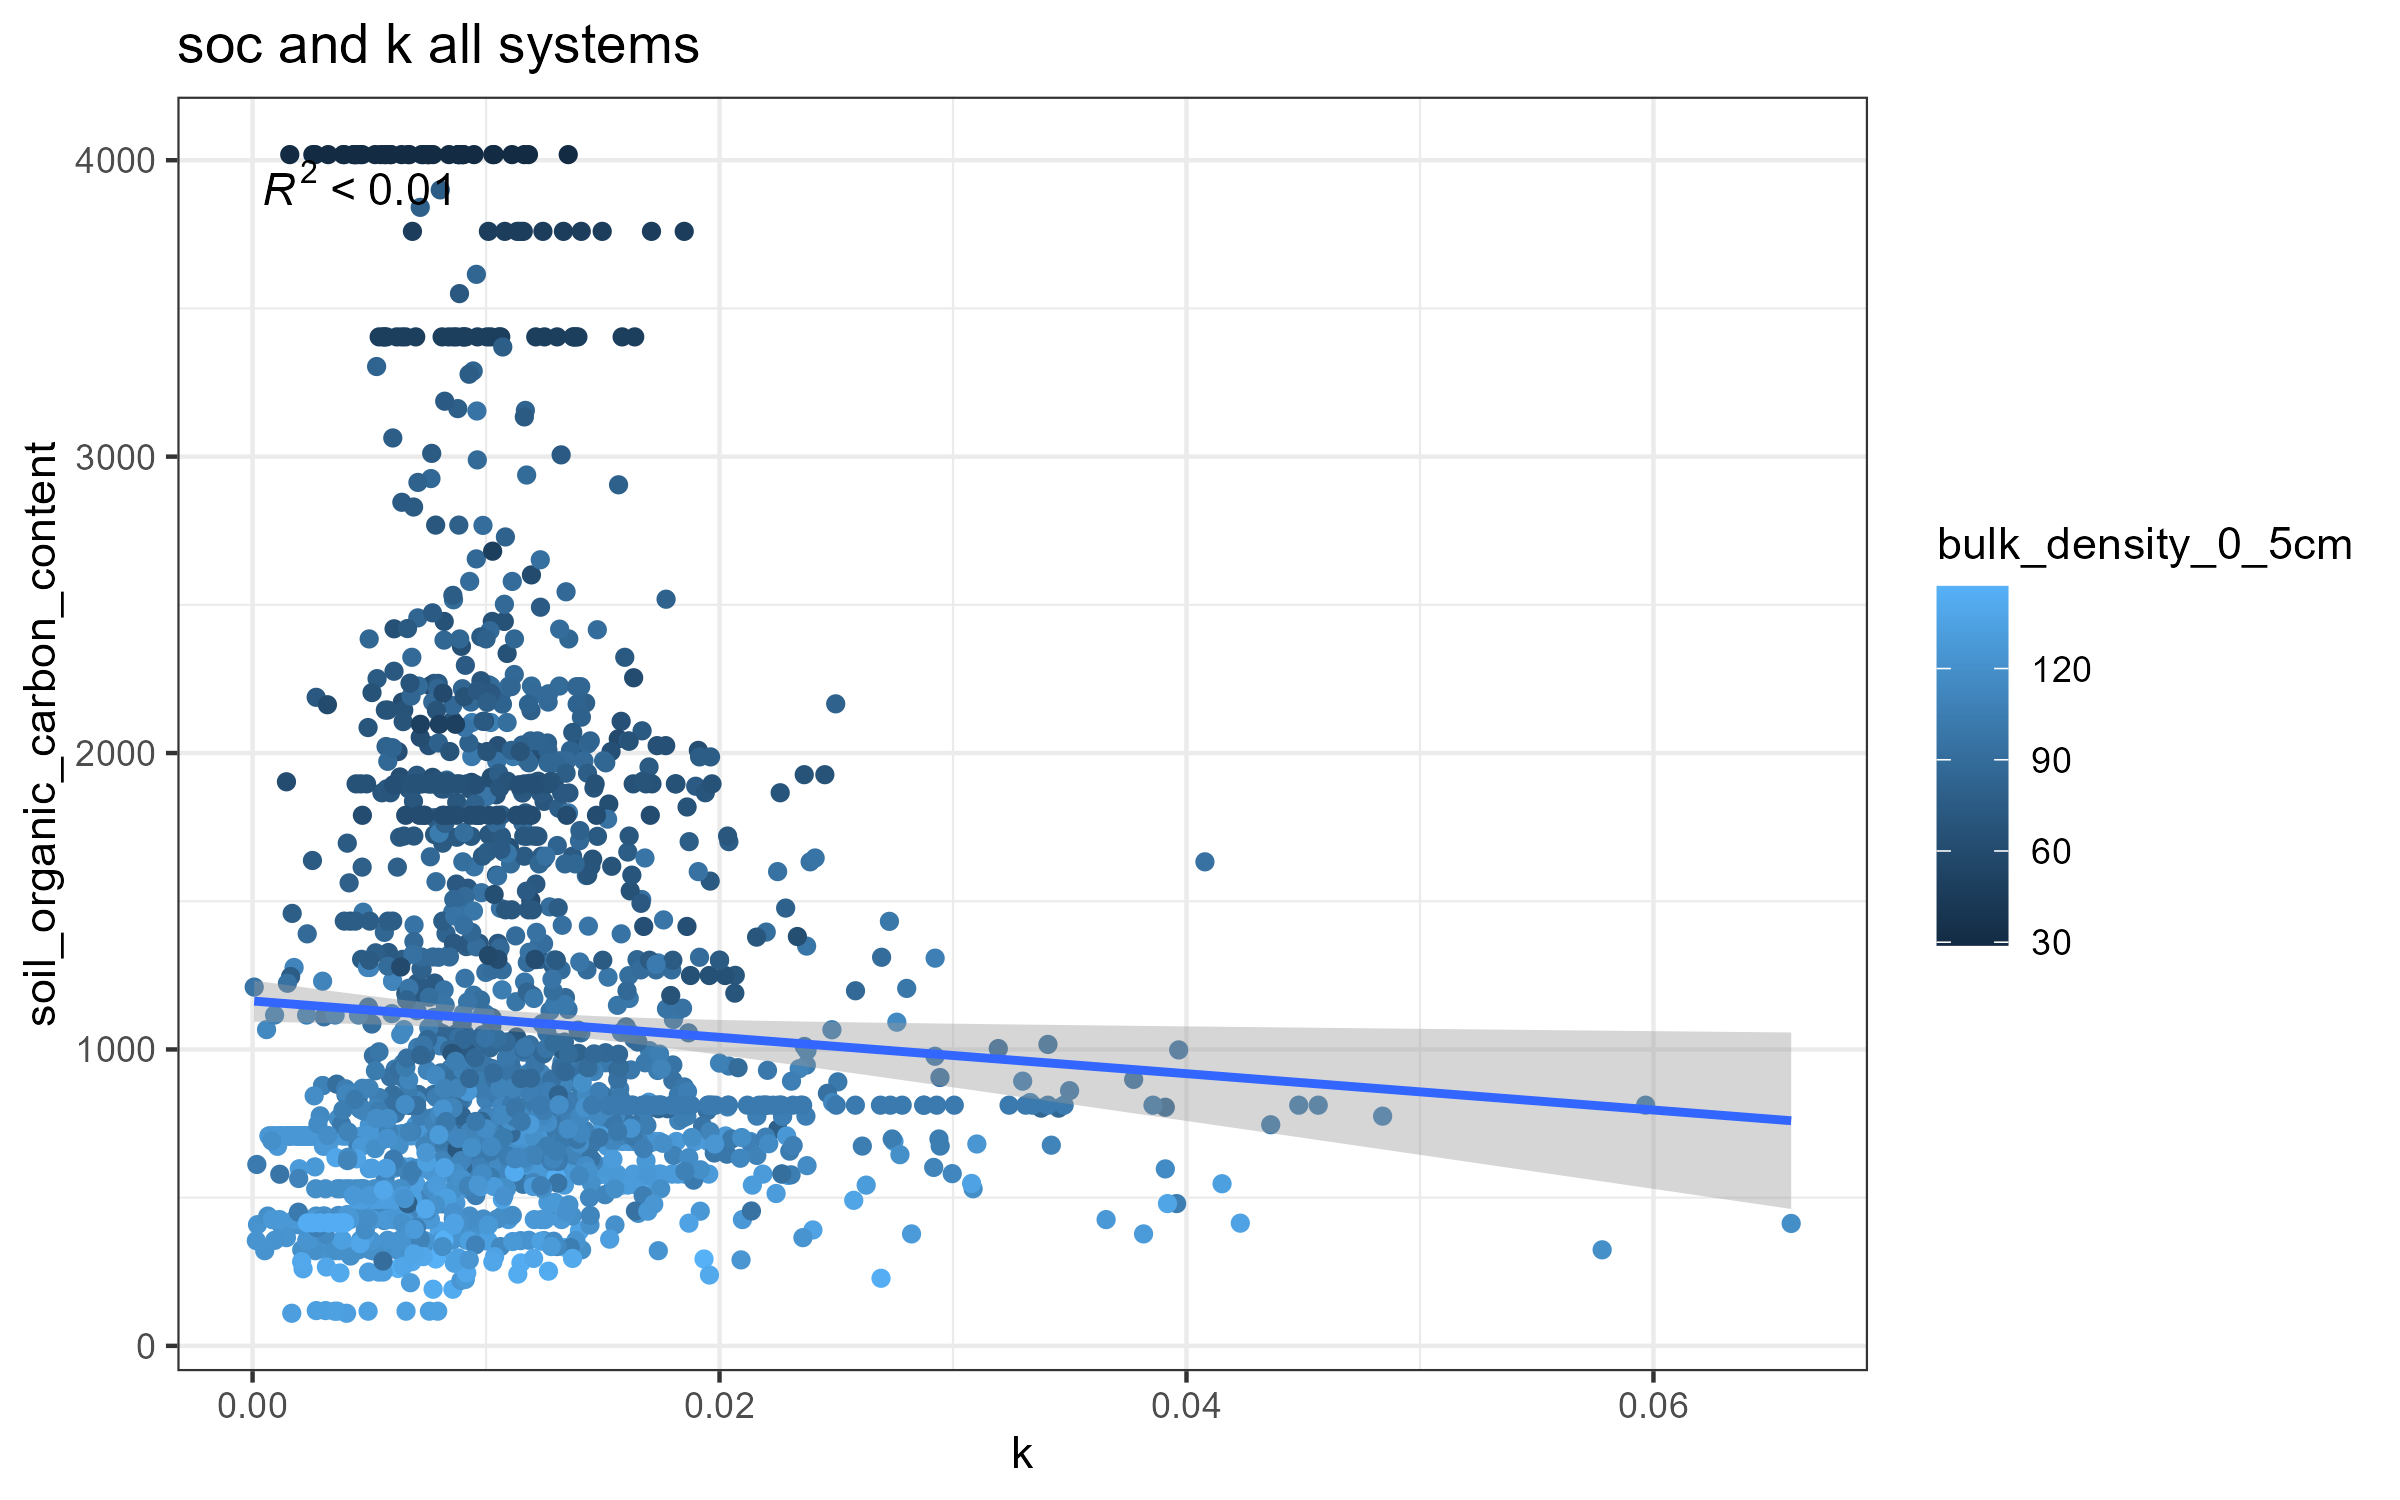 soc and k all systems
4000
3000
2000
1000
0
soil_organic_carbon_content
R² < 0.01
0.00
0.02
0.04
0.06
k
bulk_density_0_5cm
120
90
60
30